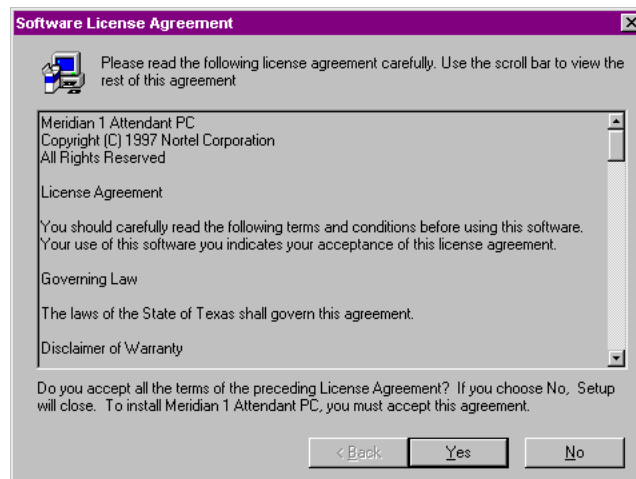 Software License Agreement
Please read the following license agreement carefully. Use the scroll bar to view the
rest of this agreement
Meridian 1 Attendant PC
Copyright (C) 1997 Nortel Corporation
All Rights Reserved
License Agreement
You should carefully read the following terms and conditions before using this software.
Your use of this software you indicates your acceptance of this license agreement.
Governing Law
The laws of the State of Texas shall govern this agreement.
Disclaimer of Warranty
Do you accept all the terms of the preceding License Agreement? If you choose No, Setup
will close. To install Meridian 1 Attendant PC, you must accept this agreement.
< Back Yes No